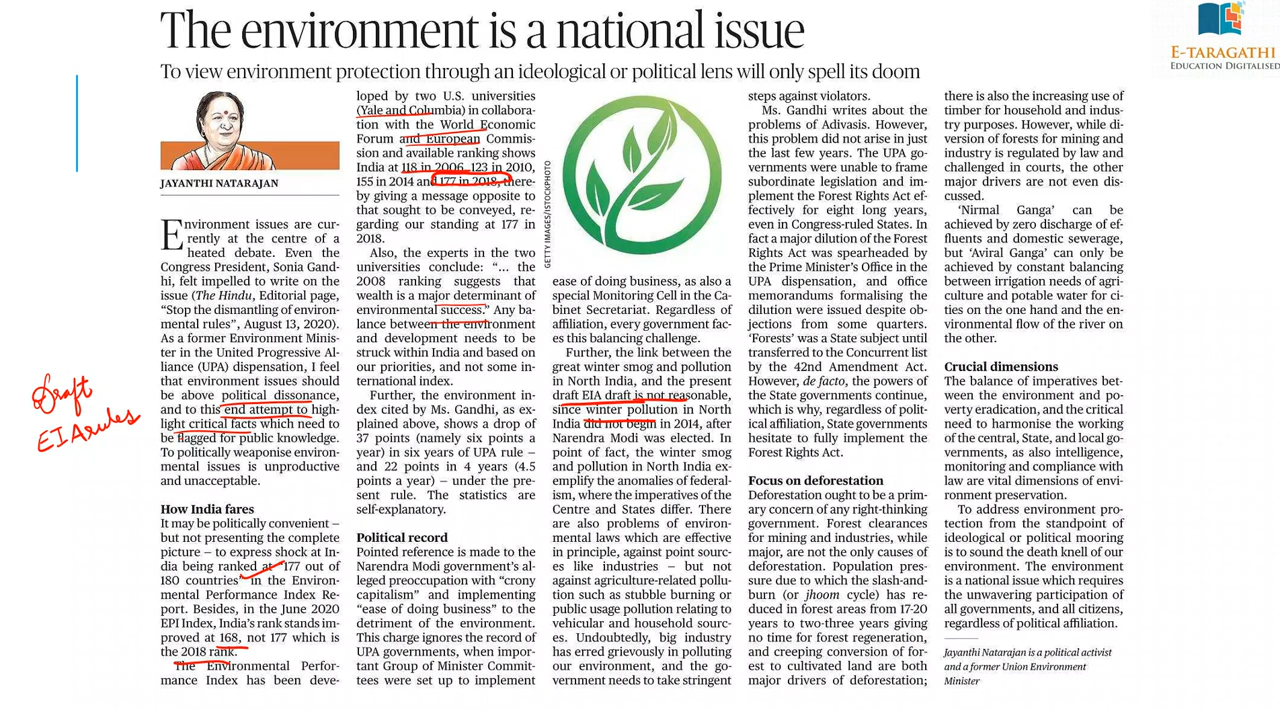 The environment is a national issue
To view environment protection through an ideological or political lens will only spell its doom
E-TARAGATHI
EDUCATION DIGITALISED
JAYANTHI NATARAJAN
Environment issues are cur-
rently at the centre of a
heated debate. Even the
Congress President, Sonia Gand-
hi, felt impelled to write on the
issue (The Hindu, Editorial page,
“Stop the dismantling of environ-
mental rules”, August 13, 2020).
As a former Environment Minis-
ter in the United Progressive Al-
liance (UPA) dispensation, I feel
that environment issues should
be above political dissonance,
and to this end attempt to high-
light critical facts which need to
be flagged for public knowledge.
To politically weaponise environ-
mental issues is unproductive
and unacceptable.
Draft
EIA rules
How India fares
It may be politically convenient –
but not presenting the complete
picture – to express shock at In-
dia being ranked at “177 out of
180 countries” in the Environ-
mental Performance Index Re-
port. Besides, in the June 2020
EPI Index, India’s rank stands im-
proved at 168, not 177 which is
the 2018 rank.
The Environmental Perfor-
mance Index has been deve-
loped by two U.S. universities
(Yale and Columbia) in collabora-
tion with the World Economic
Forum and European Commis-
sion and available ranking shows
India at 118 in 2006, 123 in 2010,
155 in 2014 and 177 in 2018, there-
by giving a message opposite to
that sought to be conveyed, re-
garding our standing at 177 in
2018.
Also, the experts in the two
universities conclude: “... the
2008 ranking suggests that
wealth is a major determinant of
environmental success.” Any ba-
lance between the environment
and development needs to be
struck within India and based on
our priorities, and not some in-
ternational index.
Further, the environment in-
dex cited by Ms. Gandhi, as ex-
plained above, shows a drop of
37 points (namely six points a
year) in six years of UPA rule –
and 22 points in 4 years (4.5
points a year) – under the pre-
sent rule. The statistics are
self-explanatory.
Political record
Pointed reference is made to the
Narendra Modi government’s al-
leged preoccupation with “crony
capitalism” and implementing
“ease of doing business” to the
detriment of the environment.
This charge ignores the record of
UPA governments, when impor-
tant Group of Minister Commit-
tees were set up to implement
GETTY IMAGES/ISTOCKPHOTO
ease of doing business, as also a
special Monitoring Cell in the Ca-
binet Secretariat. Regardless of
affiliation, every government fac-
es this balancing challenge.
Further, the link between the
great winter smog and pollution
in North India, and the present
draft EIA draft is not reasonable,
since winter pollution in North
India did not begin in 2014, after
Narendra Modi was elected. In
point of fact, the winter smog
and pollution in North India ex-
emplify the anomalies of federal-
ism, where the imperatives of the
Centre and States differ. There
are also problems of environ-
mental laws which are effective
in principle, against point sourc-
es like industries – but not
against agriculture-related pollu-
tion such as stubble burning or
public usage pollution relating to
vehicular and household sourc-
es. Undoubtedly, big industry
has erred grievously in polluting
our environment, and the go-
vernment needs to take stringent
steps against violators.
Ms. Gandhi writes about the
problems of Adivasis. However,
this problem did not arise in just
the last few years. The UPA go-
vernments were unable to frame
subordinate legislation and im-
plement the Forest Rights Act ef-
fectively for eight long years,
even in Congress-ruled States. In
fact a major dilution of the Forest
Rights Act was spearheaded by
the Prime Minister’s Office in the
UPA dispensation, and office
memorandums formalising the
dilution were issued despite ob-
jections from some quarters.
‘Forests’ was a State subject until
transferred to the Concurrent list
by the 42nd Amendment Act.
However, de facto, the powers of
the State governments continue,
which is why, regardless of polit-
ical affiliation, State governments
hesitate to fully implement the
Forest Rights Act.
Focus on deforestation
Deforestation ought to be a prim-
ary concern of any right-thinking
government. Forest clearances
for mining and industries, while
major, are not the only causes of
deforestation. Population pres-
sure due to which the slash-and-
burn (or jhoom cycle) has re-
duced in forest areas from 17-20
years to two-three years giving
no time for forest regeneration,
and creeping conversion of for-
est to cultivated land are both
major drivers of deforestation;
there is also the increasing use of
timber for household and indus-
try purposes. However, while di-
version of forests for mining and
industry is regulated by law and
challenged in courts, the other
major drivers are not even dis-
cussed.
‘Nirmal Ganga’ can be
achieved by zero discharge of ef-
fluents and domestic sewerage,
but ‘Aviral Ganga’ can only be
achieved by constant balancing
between irrigation needs of agri-
culture and potable water for ci-
ties on the one hand and the en-
vironmental flow of the river on
the other.
Crucial dimensions
The balance of imperatives bet-
ween the environment and
poverty eradication, and the critical
need to harmonise the working
of the central, State, and local go-
vernments, as also intelligence,
monitoring and compliance with
law are vital dimensions of envi-
ronment preservation.
To address environment pro-
tection from the standpoint of
ideological or political mooring
is to sound the death knell of our
environment. The environment
is a national issue which requires
the unwavering participation of
all governments, and all citizens,
regardless of political affiliation.
Jayanthi Natarajan is a political activist
and a former Union Environment
Minister